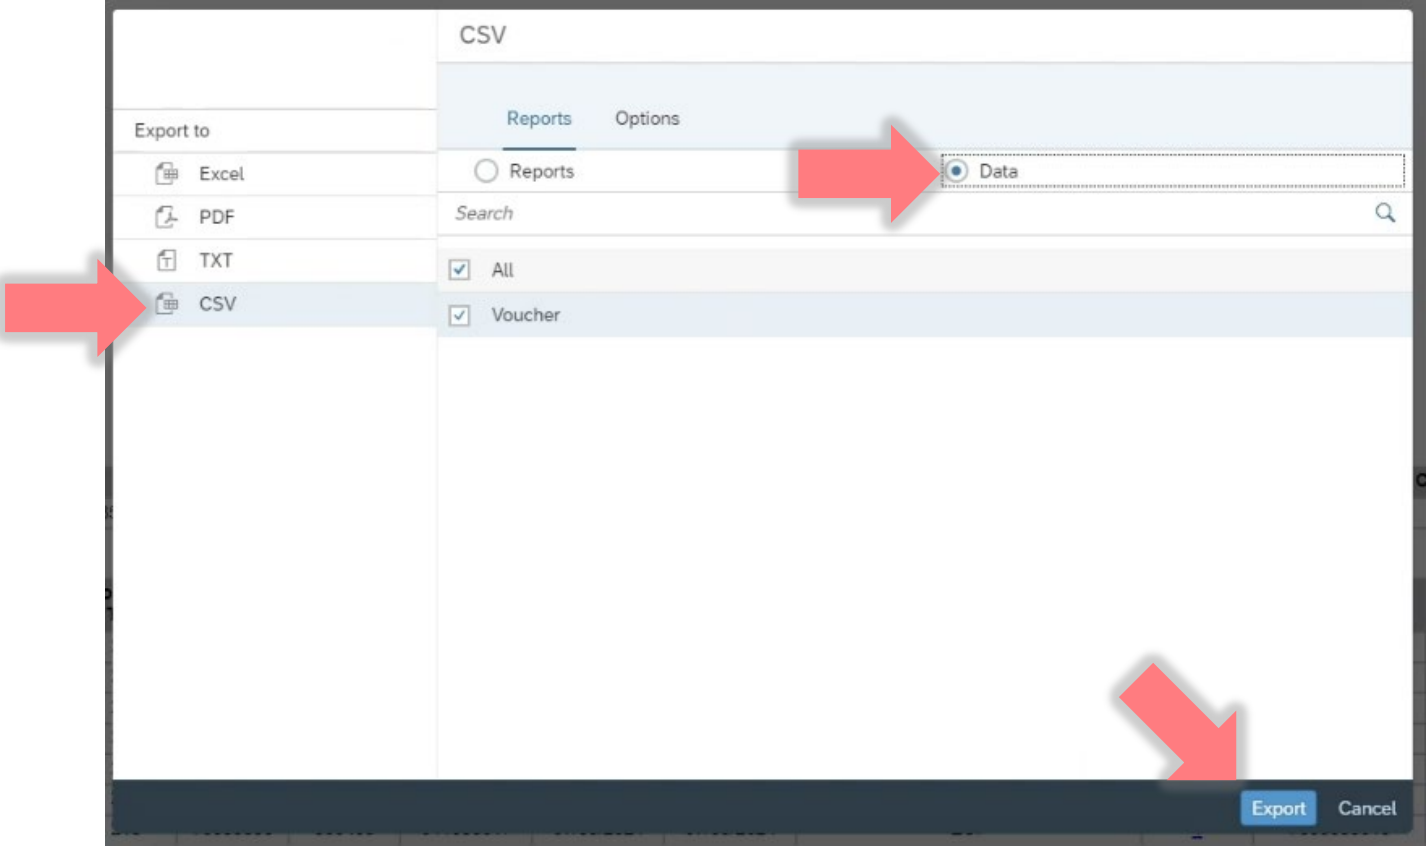 CSV
Reports Options
Export to
Excel
PDF
TXT
CSV
Reports Data
Search
All
Voucher
Export Cancel